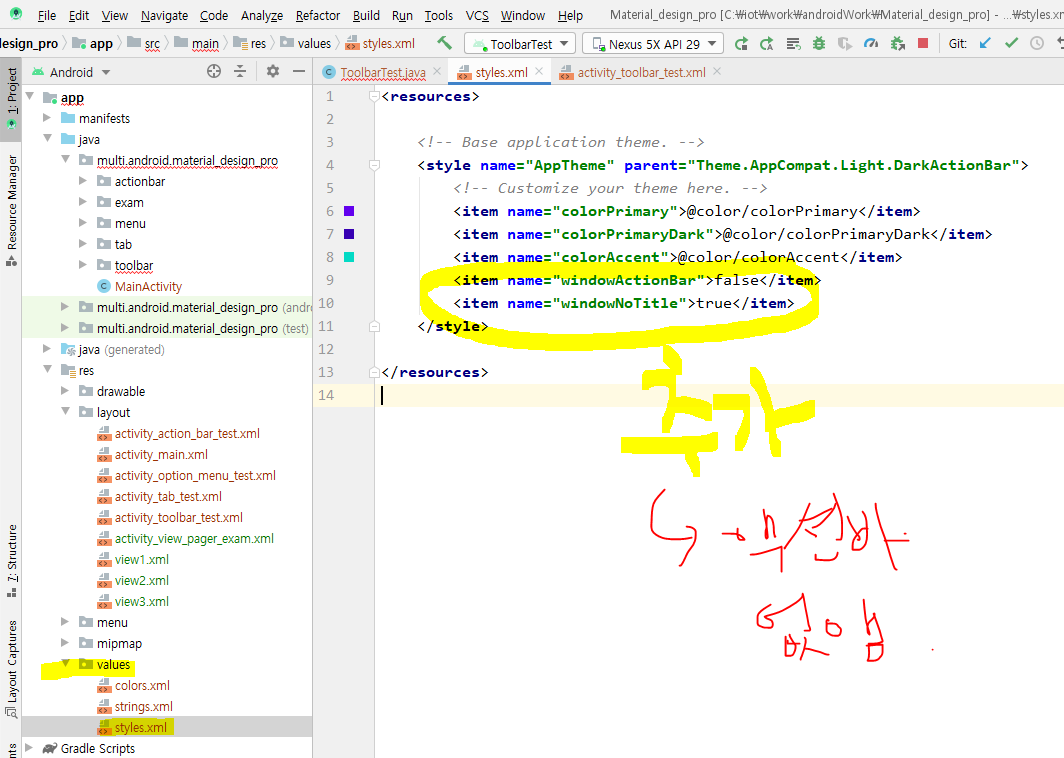 File Edit View Navigate Code Analyze Refactor Build Run Tools VCS Window Help Material_design_pro [C:₩iot₩work₩androidWork₩Material_design_pro] - ...₩styles.xm
design_pro app src main res values styles.xml ToolbarTest Nexus 5X API 29 Git:
1: Project
Resource Manager
7: Structure
Layout Captures
Android
app
manifests
java
multi.android.material_design_pro
actionbar
exam
menu
tab
toolbar
MainActivity
multi.android.material_design_pro (andro
multi.android.material_design_pro (test)
java (generated)
res
drawable
layout
activity_action_bar_test.xml
activity_main.xml
activity_option_menu_test.xml
activity_tab_test.xml
activity_toolbar_test.xml
activity_view_pager_exam.xml
view1.xml
view2.xml
view3.xml
menu
mipmap
values
colors.xml
strings.xml
styles.xml
Gradle Scripts
ToolbarTest.java styles.xml activity_toolbar_test.xml
1 <resources>
2
3 <!-- Base application theme. -->
4 <style name="AppTheme" parent="Theme.AppCompat.Light.DarkActionBar">
5 <!-- Customize your theme here. -->
6 <item name="colorPrimary">@color/colorPrimary</item>
7 <item name="colorPrimaryDark">@color/colorPrimaryDark</item>
8 <item name="colorAccent">@color/colorAccent</item>
9 <item name="windowActionBar">false</item>
10 <item name="windowNoTitle">true</item>
11 </style>
12
13 </resources>
14
추가
액션바
없앰